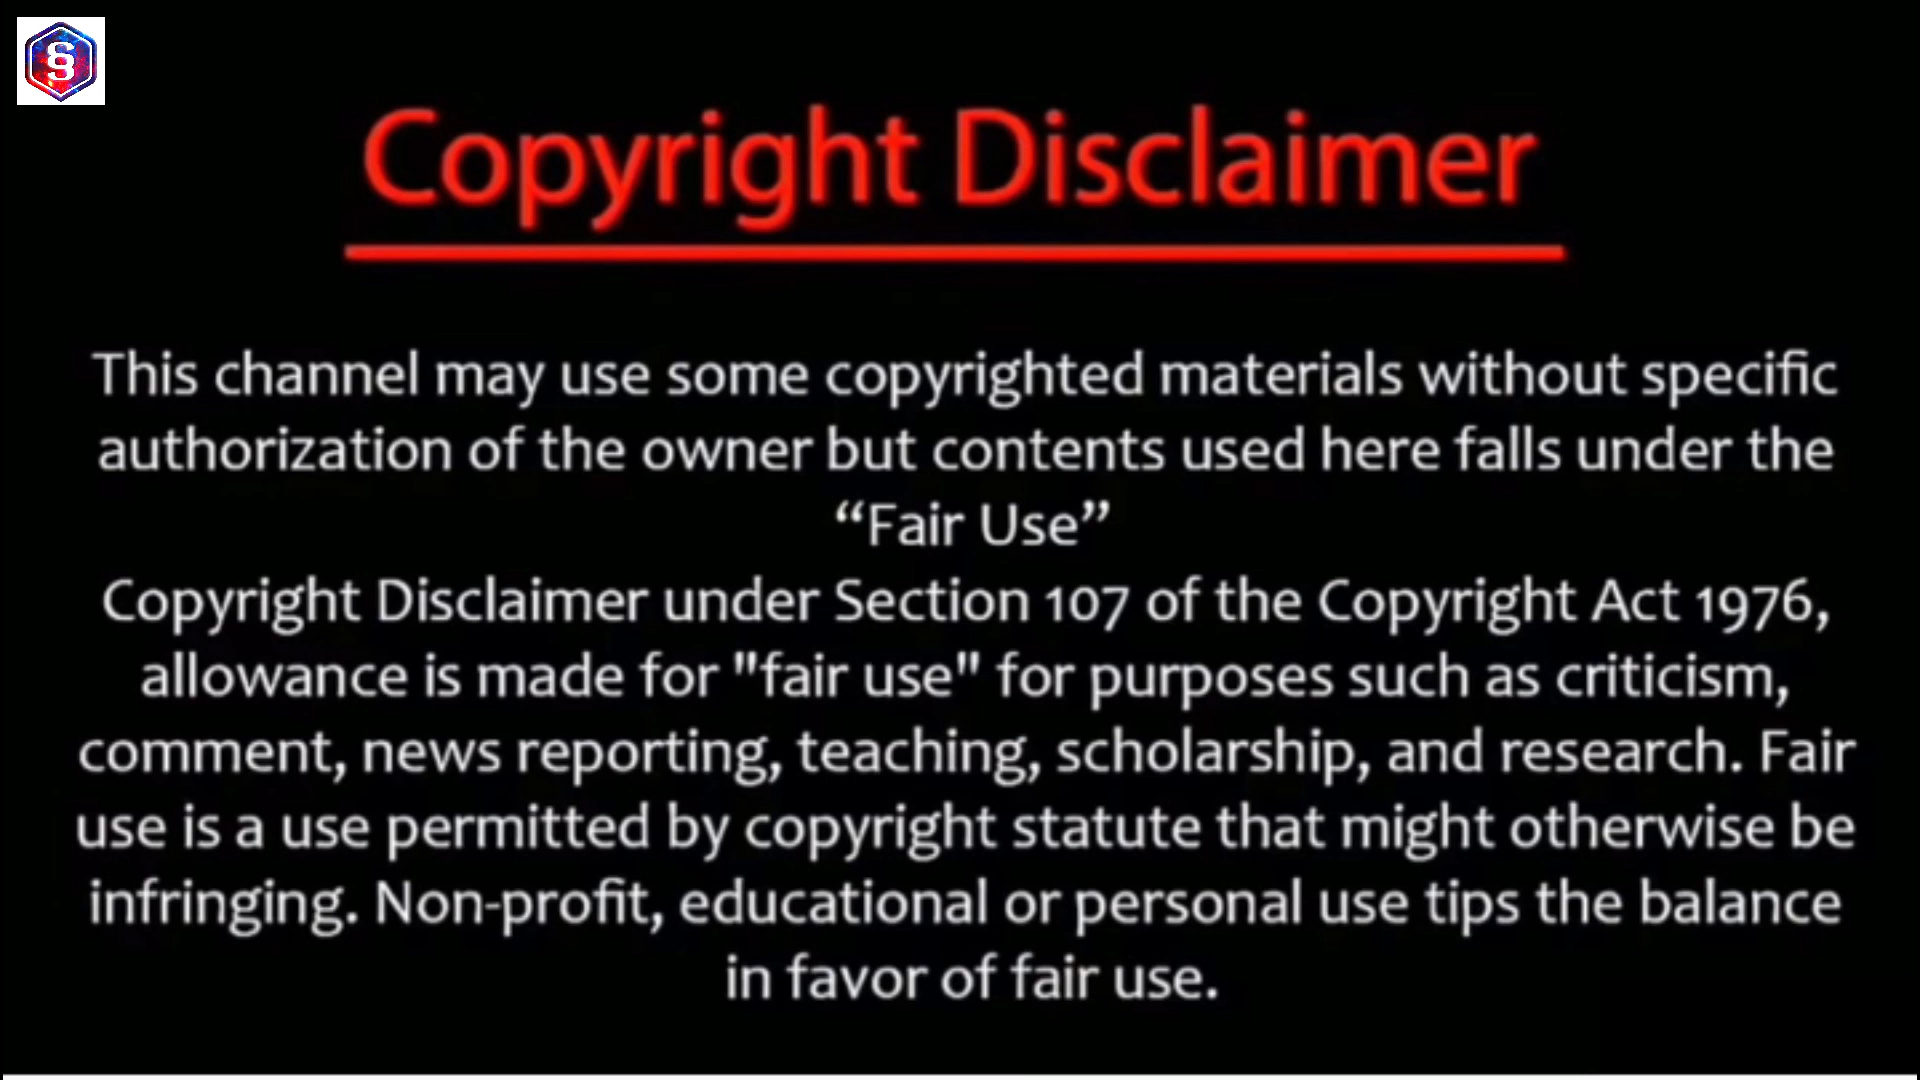 Copyright Disclaimer
This channel may use some copyrighted materials without specific
authorization of the owner but contents used here falls under the
“Fair Use”
Copyright Disclaimer under Section 107 of the Copyright Act 1976,
allowance is made for "fair use" for purposes such as criticism,
comment, news reporting, teaching, scholarship, and research. Fair
use is a use permitted by copyright statute that might otherwise be
infringing. Non-profit, educational or personal use tips the balance
in favor of fair use.